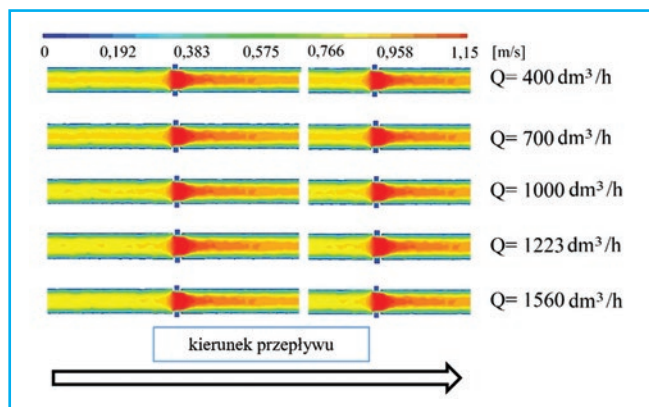 0 0,192 0,383 0,575 0,766 0,958 1,15 [m/s]
Q= 400 dm³/h
Q= 700 dm³/h
Q= 1000 dm³/h
Q= 1223 dm³/h
Q= 1560 dm³/h
kierunek przepływu